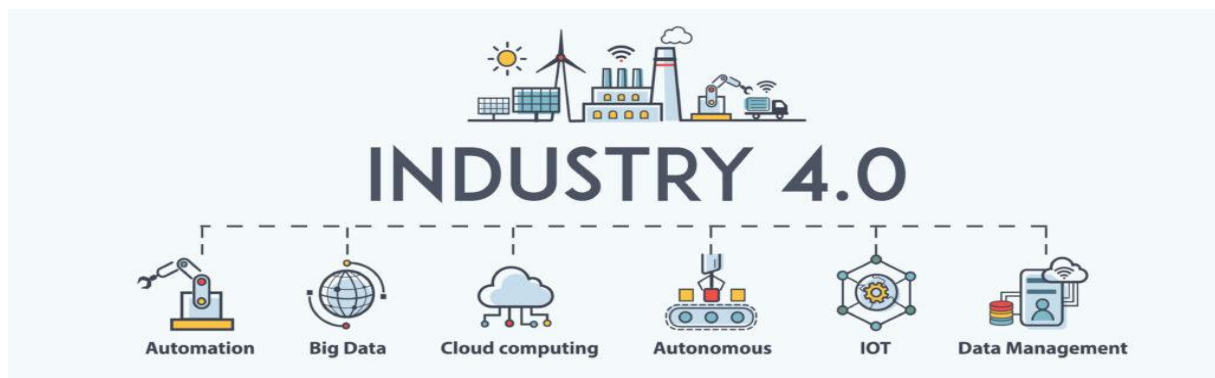 INDUSTRY 4.0
Automation
Big Data
Cloud computing
Autonomous
IOT
Data Management